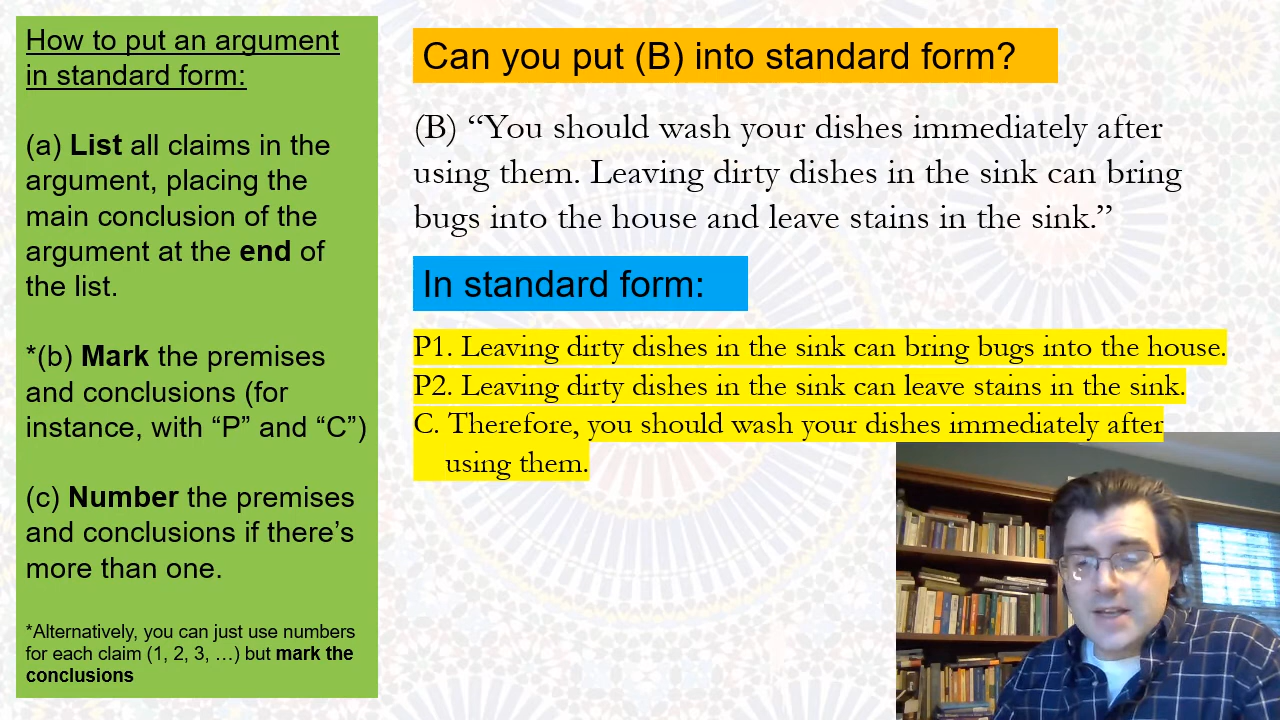 How to put an argument
in standard form:
(a) List all claims in the
argument, placing the
main conclusion of the
argument at the end of
the list.
*(b) Mark the premises
and conclusions (for
instance, with “P” and “C”)
(c) Number the premises
and conclusions if there’s
more than one.
*Alternatively, you can just use numbers
for each claim (1, 2, 3, …) but mark the
conclusions
Can you put (B) into standard form?
(B) “You should wash your dishes immediately after
using them. Leaving dirty dishes in the sink can bring
bugs into the house and leave stains in the sink.”
In standard form:
P1. Leaving dirty dishes in the sink can bring bugs into the house.
P2. Leaving dirty dishes in the sink can leave stains in the sink.
C. Therefore, you should wash your dishes immediately after
using them.